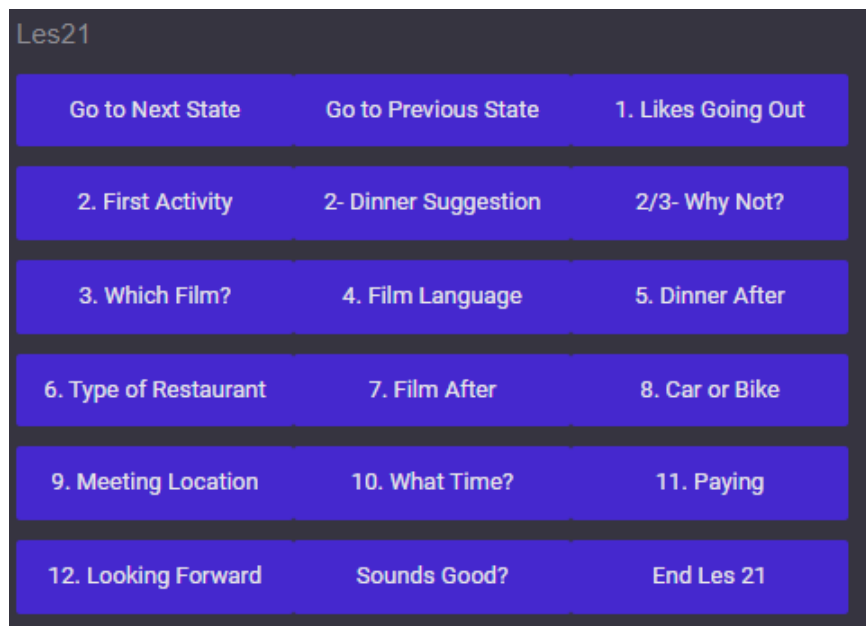 Les21
Go to Next State Go to Previous State 1. Likes Going Out
2. First Activity 2- Dinner Suggestion 2/3- Why Not?
3. Which Film? 4. Film Language 5. Dinner After
6. Type of Restaurant 7. Film After 8. Car or Bike
9. Meeting Location 10. What Time? 11. Paying
12. Looking Forward Sounds Good? End Les 21